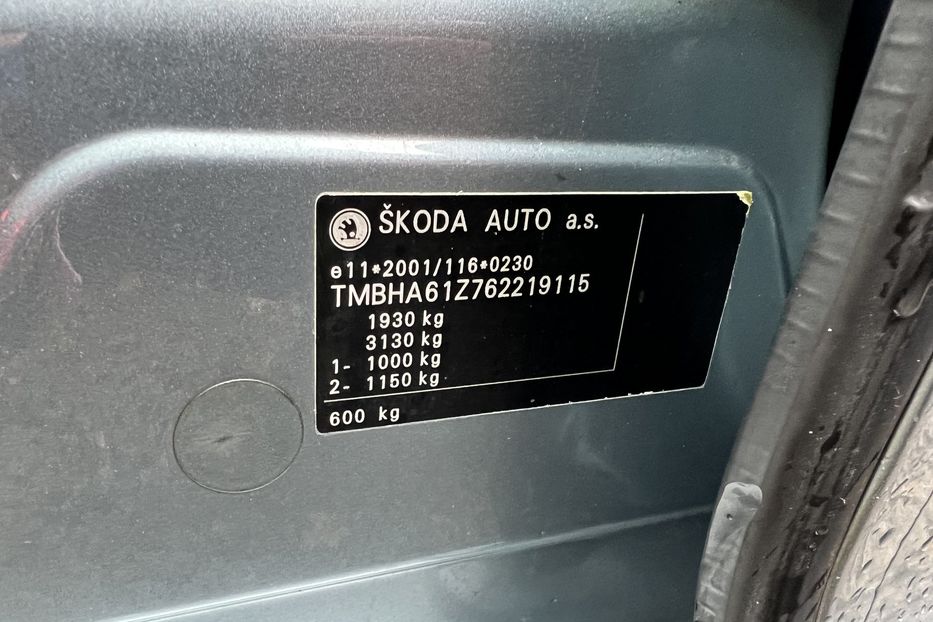 ŠKODA AUTO a.s.
e11*2001/116*0230
TMBHA61Z762219115
1930 kg
3130 kg
1- 1000 kg
2- 1150 kg
600 kg